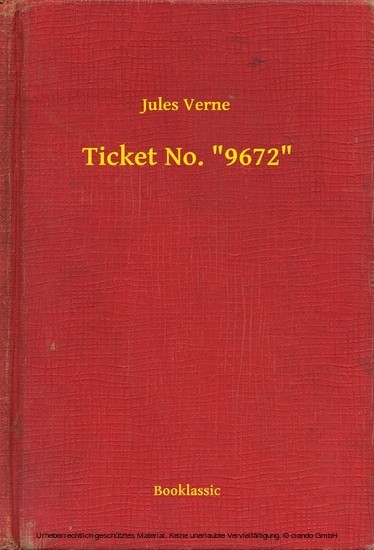 Jules Verne
Ticket No. "9672"
Booklassic
Urheberrechtlich geschütztes Material. Keine unerlaubte Vervielfältigung. © ciando GmbH